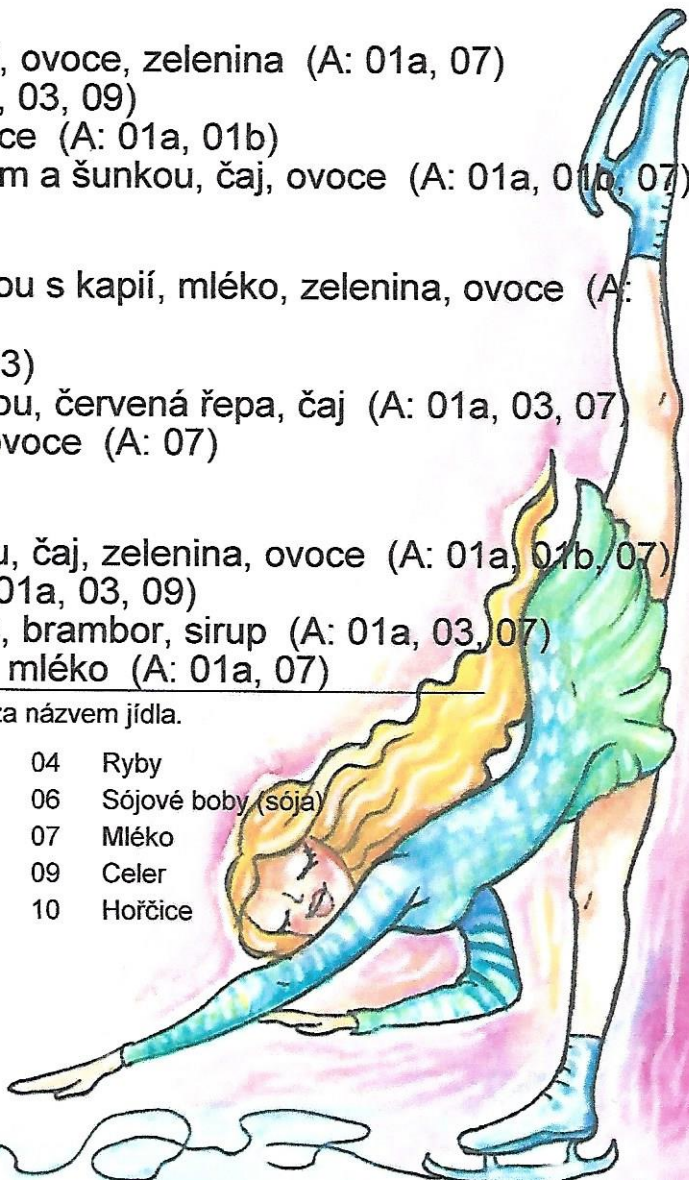 , ovoce, zelenina (A: 01a, 07)
, 03, 09)
ce (A: 01a, 01b)
m a šunkou, čaj, ovoce (A: 01a, 01b, 07)
ou s kapií, mléko, zelenina, ovoce (A:
3)
ou, červená řepa, čaj (A: 01a, 03, 07)
ovoce (A: 07)
u, čaj, zelenina, ovoce (A: 01a, 01b, 07)
01a, 03, 09)
, brambor, sirup (A: 01a, 03, 07)
mléko (A: 01a, 07)
za názvem jídla.
04 Ryby
06 Sójové boby (sója)
07 Mléko
09 Celer
10 Hořčice